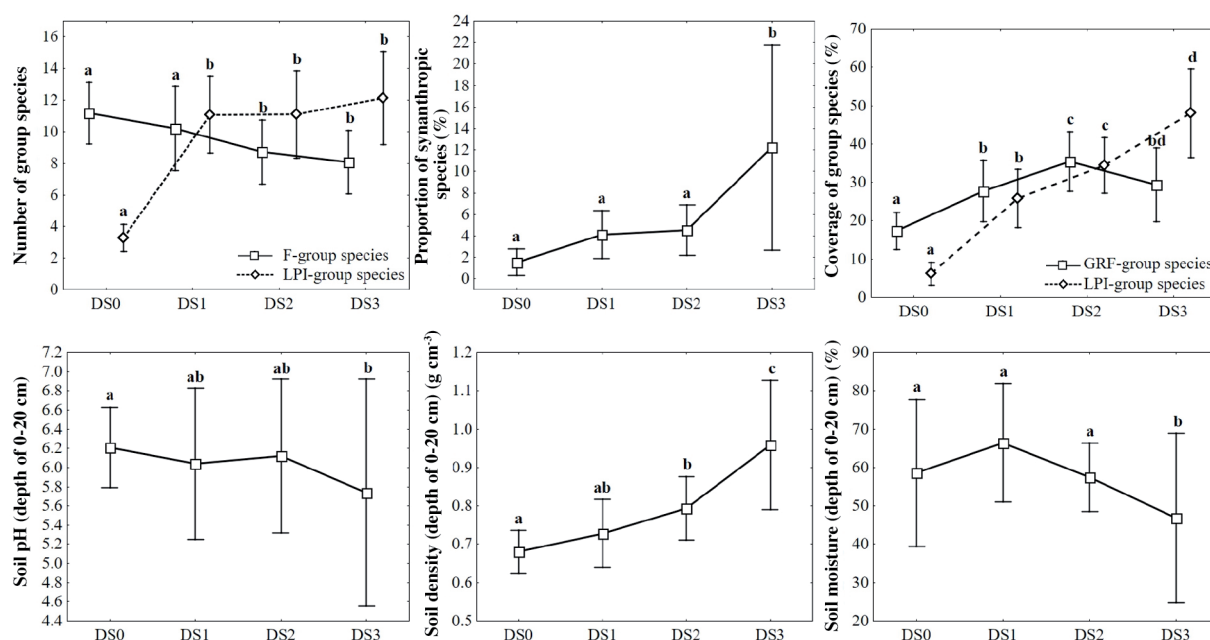 Number of group species
16
14
12
10
8
6
4
2
0
a
a
b
b
b
b
b
a
F-group species
LPI-group species
DS0 DS1 DS2 DS3
Proportion of synanthropic
species (%)
24
22
20
18
16
14
12
10
8
6
4
2
0
a
a
a
b
DS0 DS1 DS2 DS3
Coverage of group species (%)
70
60
50
40
30
20
10
0
a
a
b
b
c
c
bd
d
GRF-group species
LPI-group species
DS0 DS1 DS2 DS3
Soil pH (depth of 0-20 cm)
7.2
7.0
6.8
6.6
6.4
6.2
6.0
5.8
5.6
5.4
5.2
5.0
4.8
4.6
4.4
a
ab
ab
b
DS0 DS1 DS2 DS3
Soil density (depth of 0-20 cm) (g cm⁻³)
1.2
1.1
1.0
0.9
0.8
0.7
0.6
0.5
a
ab
b
c
DS0 DS1 DS2 DS3
Soil moisture (depth of 0-20 cm) (%)
90
80
70
60
50
40
30
20
a
a
a
b
DS0 DS1 DS2 DS3